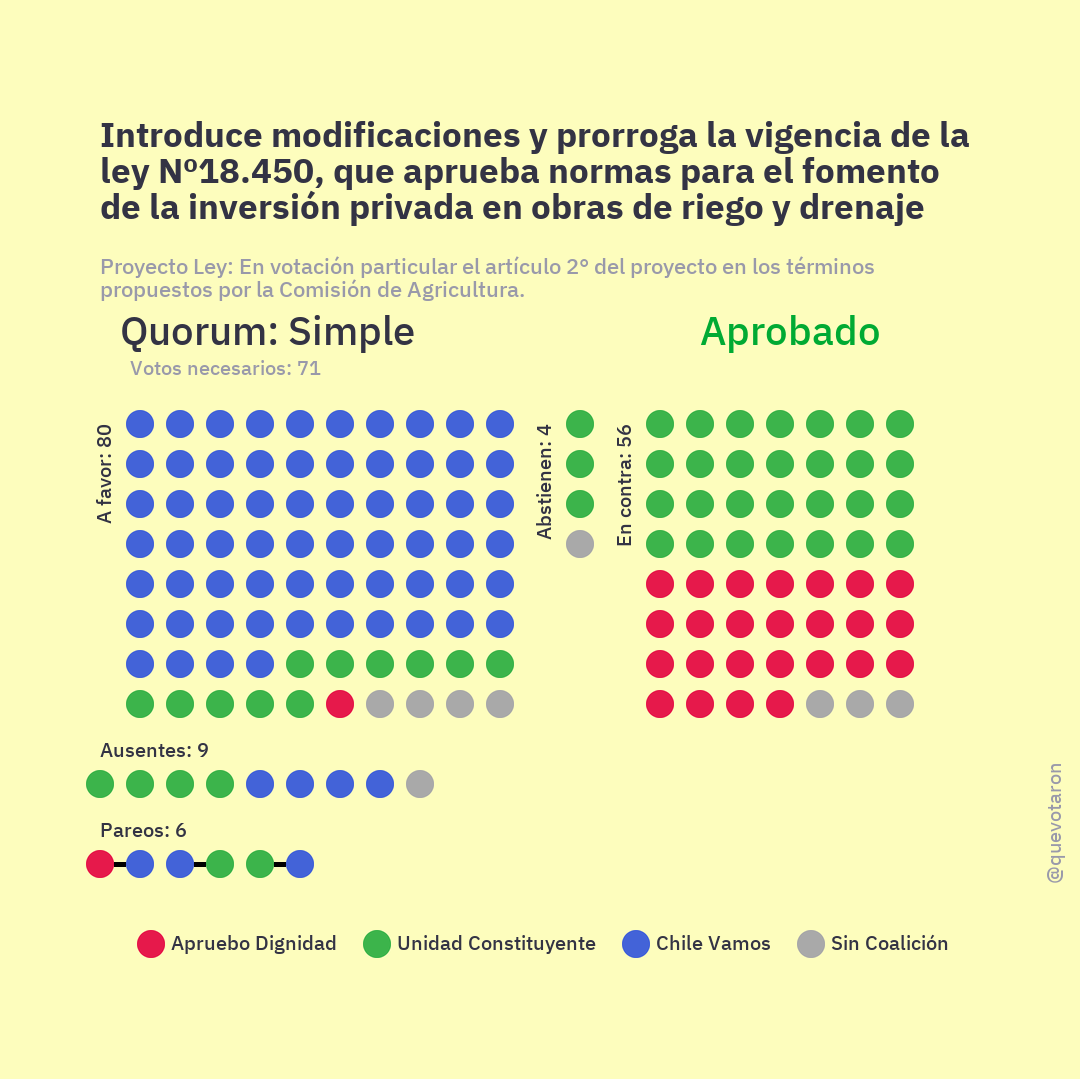 Introduce modificaciones y prorroga la vigencia de la
ley Nº18.450, que aprueba normas para el fomento
de la inversión privada en obras de riego y drenaje
Proyecto Ley: En votación particular el artículo 2° del proyecto en los términos
propuestos por la Comisión de Agricultura.
Quorum: Simple
Aprobado
Votos necesarios: 71
A favor: 80
Abstienen: 4
En contra: 56
Ausentes: 9
Pareos: 6
@quevotaron
Apruebo Dignidad
Unidad Constituyente
Chile Vamos
Sin Coalición